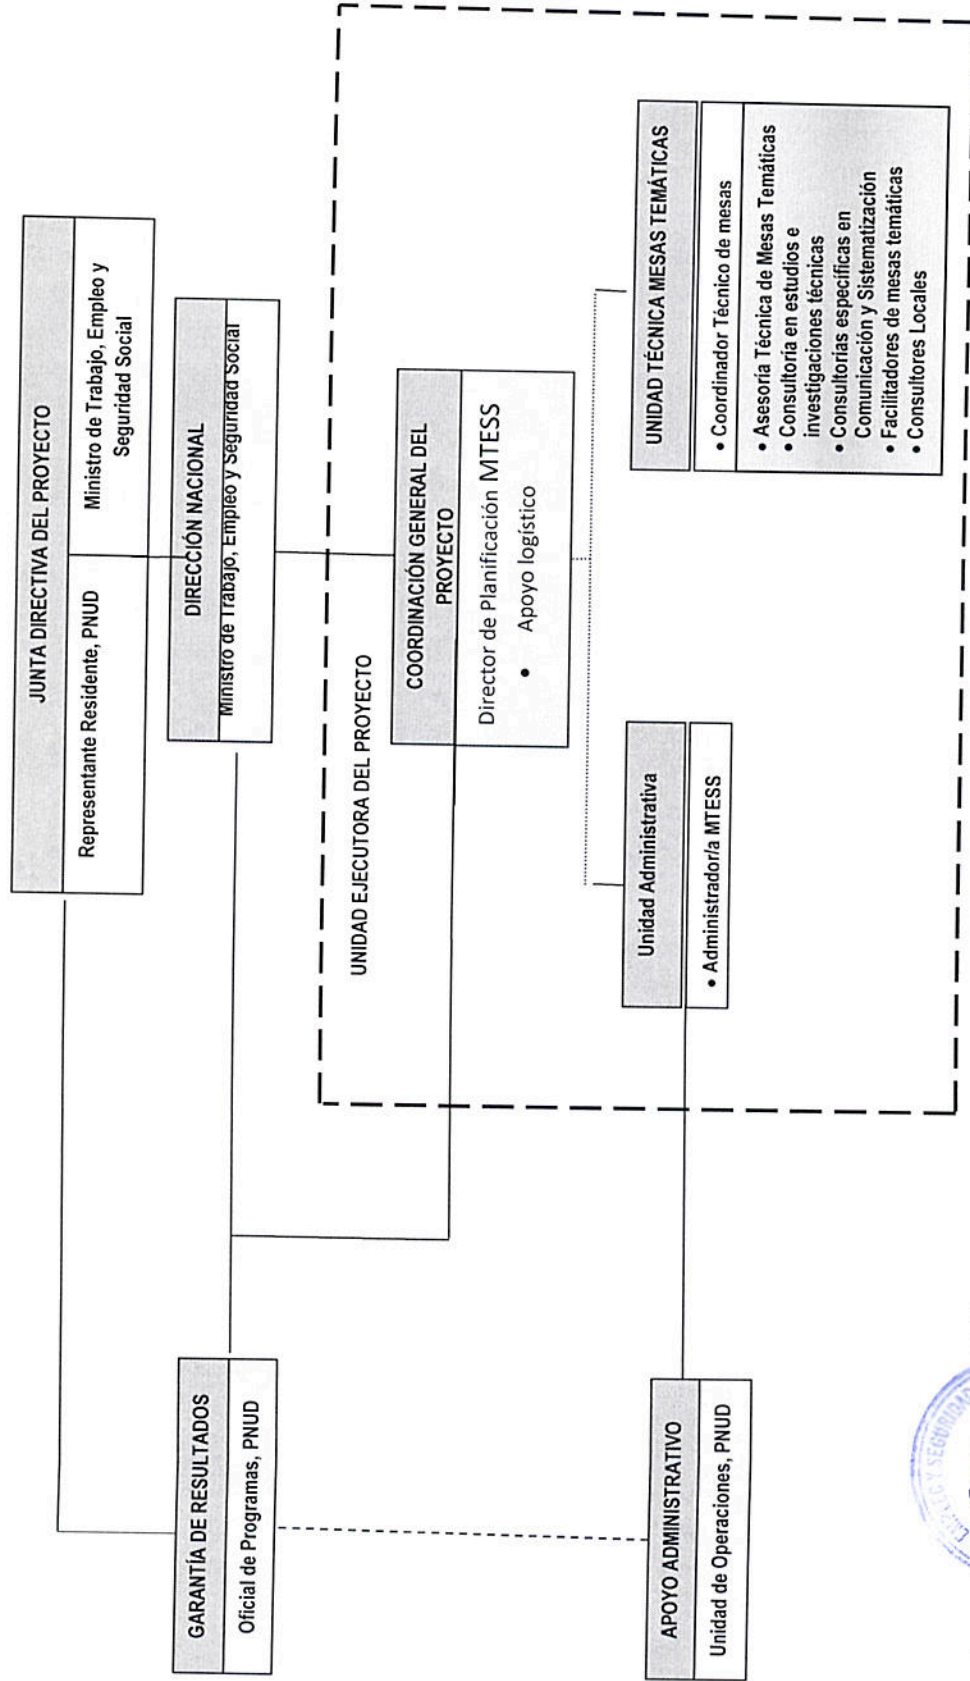 JUNTA DIRECTIVA DEL PROYECTO
Representante Residente, PNUD
Ministro de Trabajo, Empleo y
Seguridad Social
DIRECCIÓN NACIONAL
Ministro de Trabajo, Empleo y Seguridad Social
GARANTÍA DE RESULTADOS
Oficial de Programas, PNUD
UNIDAD EJECUTORA DEL PROYECTO
COORDINACIÓN GENERAL DEL
PROYECTO
Director de Planificación MTESS
• Apoyo logístico
APOYO ADMINISTRATIVO
Unidad de Operaciones, PNUD
Unidad Administrativa
• Administrador/a MTESS
UNIDAD TÉCNICA MESAS TEMÁTICAS
• Coordinador Técnico de mesas
• Asesoría Técnica de Mesas Temáticas
• Consultoría en estudios e
investigaciones técnicas
• Consultorías específicas en
Comunicación y Sistematización
• Facilitadores de mesas temáticas
• Consultores Locales
Y SEGURIDAD